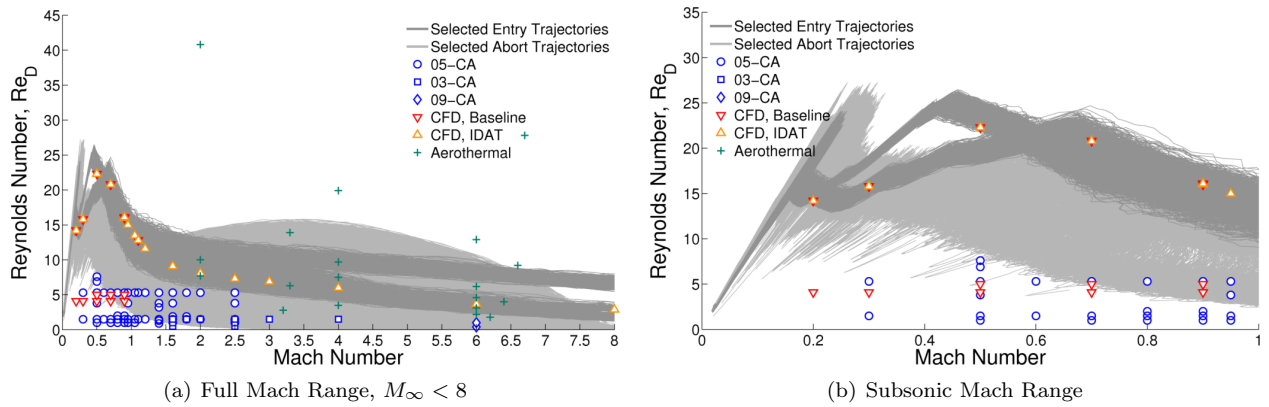 45
40
35
30
25
20
15
10
5
0
Reynolds Number, Re_D
Selected Entry Trajectories
Selected Abort Trajectories
05−CA
03−CA
09−CA
CFD, Baseline
CFD, IDAT
Aerothermal
0 0.5 1 1.5 2 2.5 3 3.5 4 4.5 5 5.5 6 6.5 7 7.5 8
Mach Number
(a) Full Mach Range, M∞ < 8
35
30
25
20
15
10
5
0
Reynolds Number, Re_D
Selected Entry Trajectories
Selected Abort Trajectories
05−CA
03−CA
09−CA
CFD, Baseline
CFD, IDAT
Aerothermal
0 0.2 0.4 0.6 0.8 1
Mach Number
(b) Subsonic Mach Range